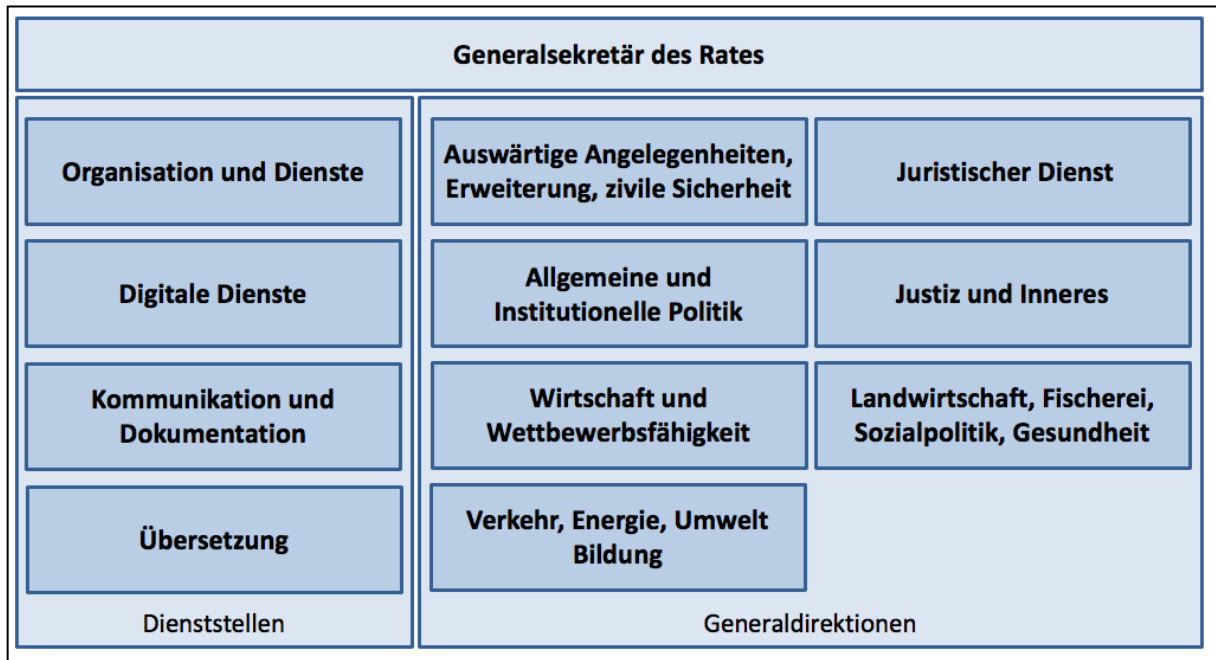 Generalsekretär des Rates
Organisation und Dienste
Digitale Dienste
Kommunikation und
Dokumentation
Übersetzung
Dienststellen
Auswärtige Angelegenheiten,
Erweiterung, zivile Sicherheit
Juristischer Dienst
Allgemeine und
Institutionelle Politik
Justiz und Inneres
Wirtschaft und
Wettbewerbsfähigkeit
Landwirtschaft, Fischerei,
Sozialpolitik, Gesundheit
Verkehr, Energie, Umwelt
Bildung
Generaldirektionen